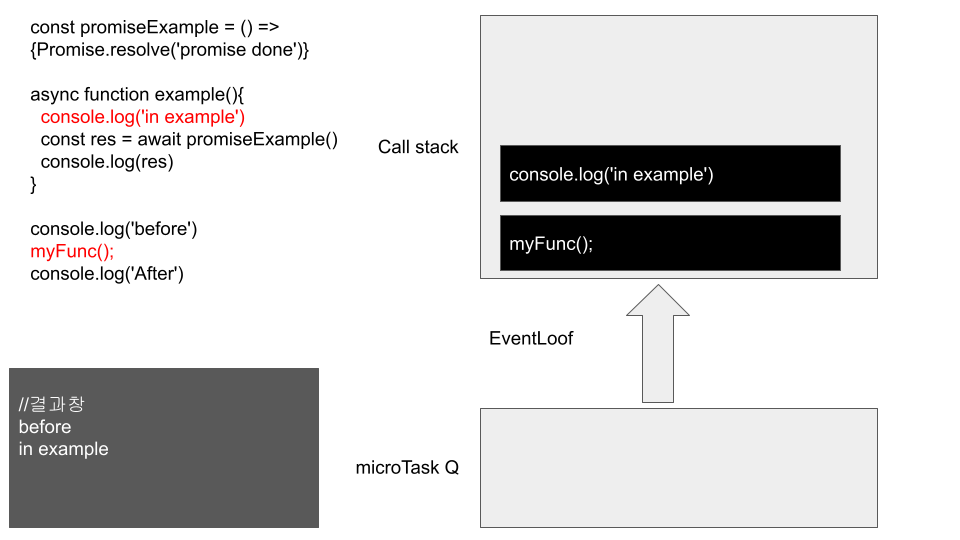 const promiseExample = () =>
{Promise.resolve('promise done')}
async function example(){
console.log('in example')
const res = await promiseExample()
console.log(res)
}
console.log('before')
myFunc();
console.log('After')
Call stack
console.log('in example')
myFunc();
EventLoof
//결과창
before
in example
microTask Q